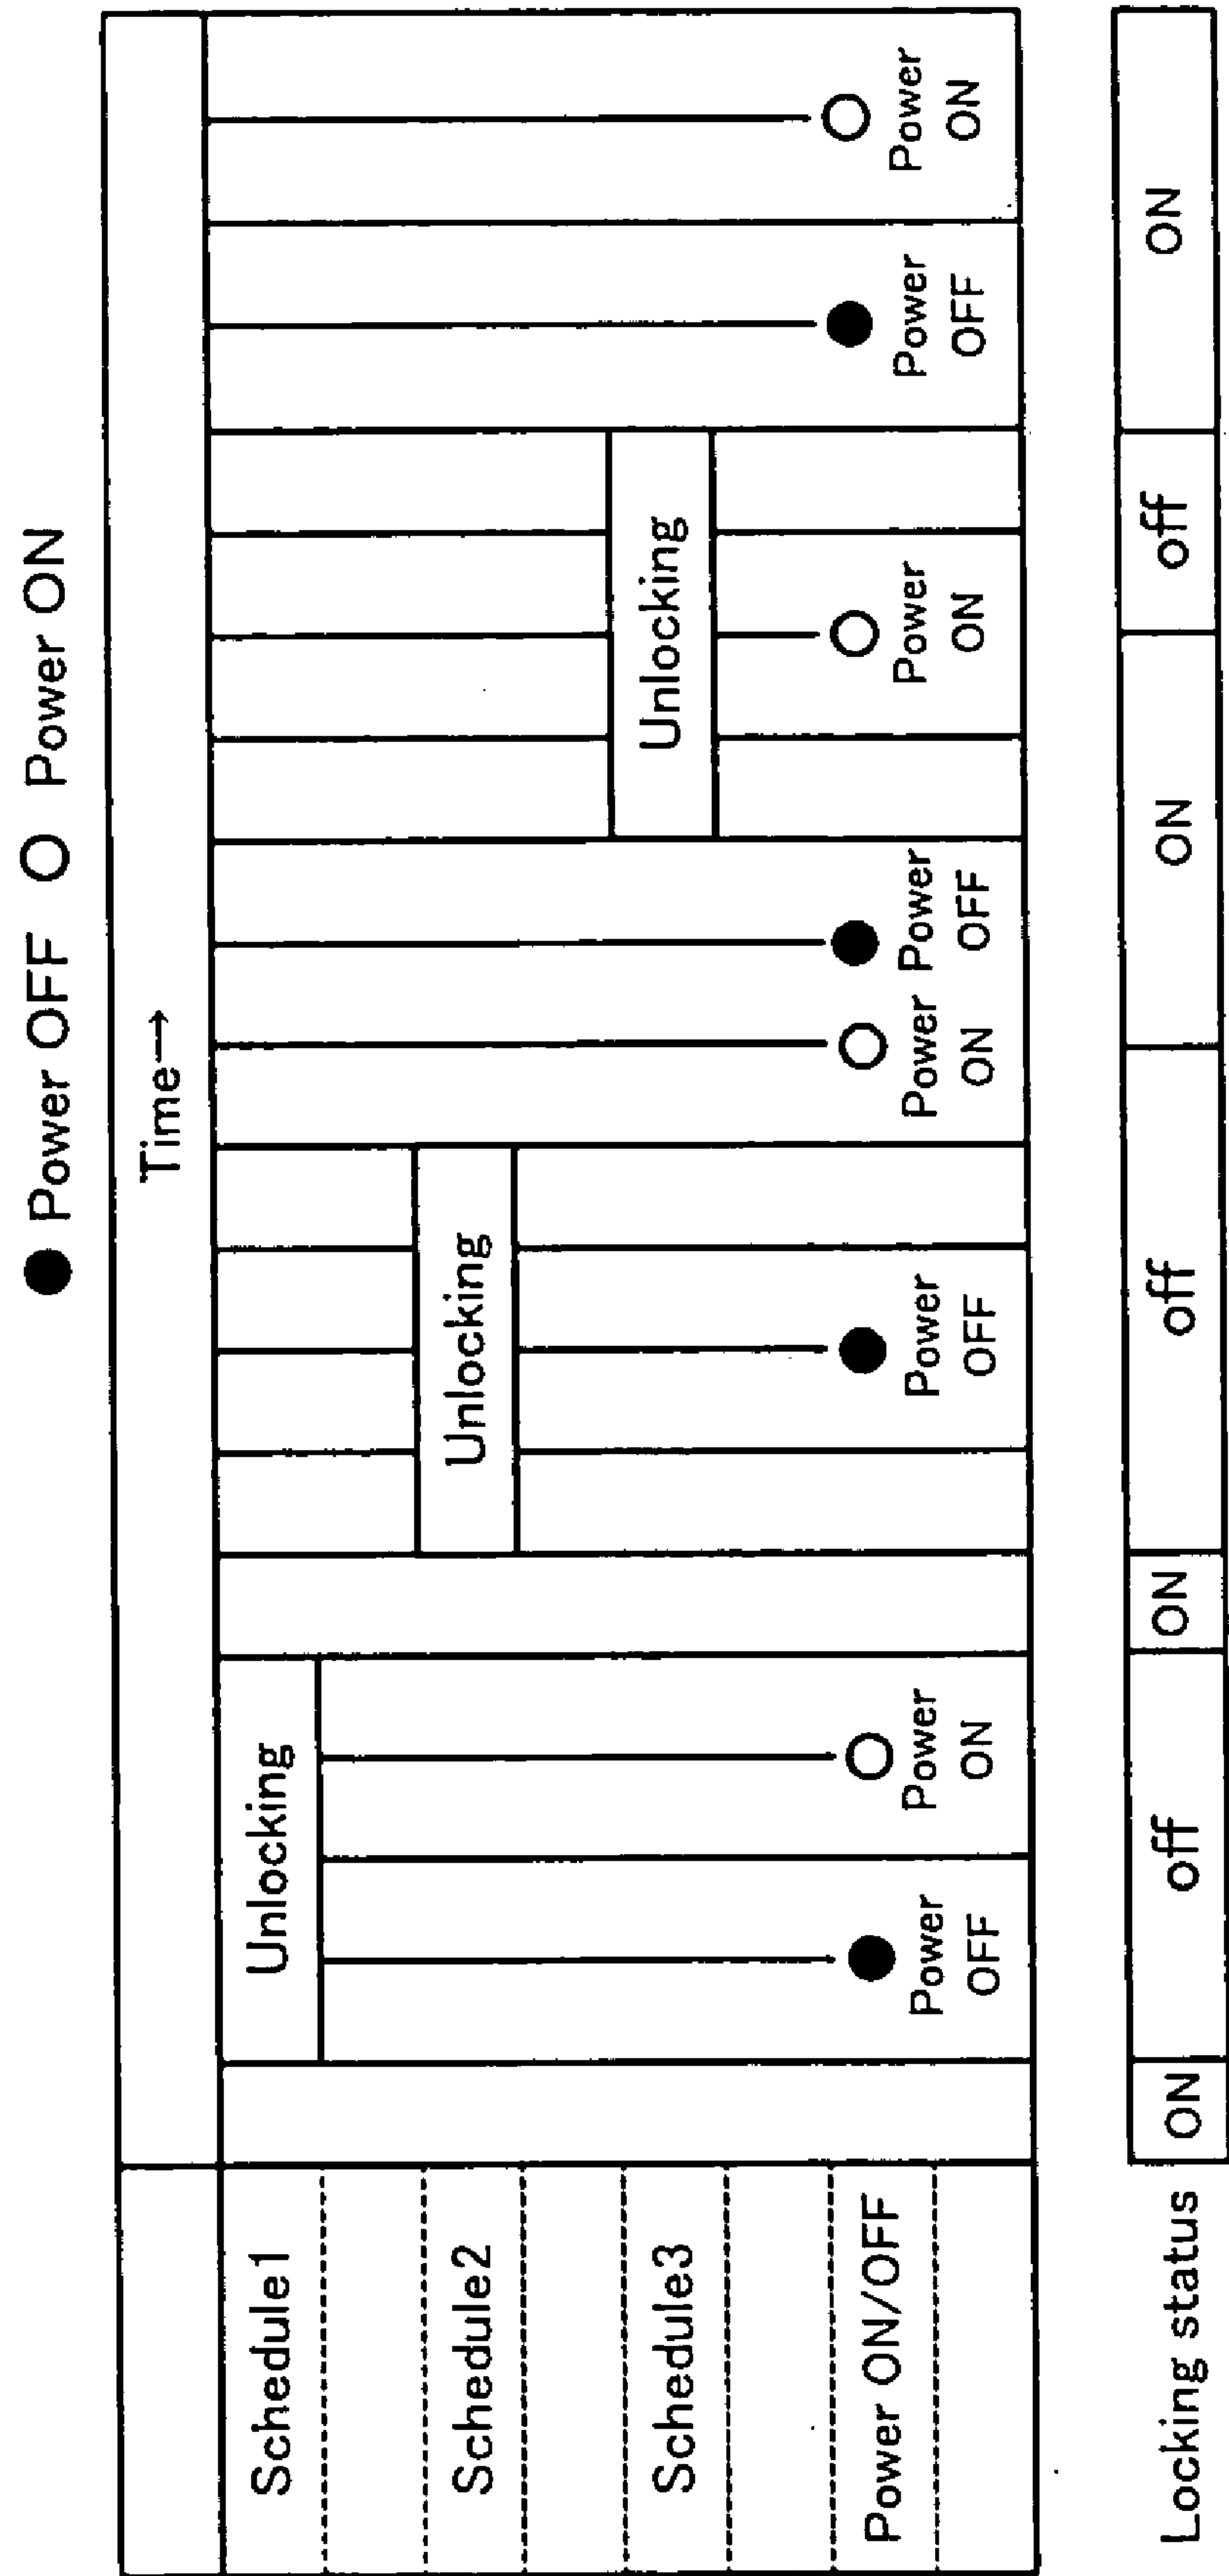 ● Power OFF ○ Power ON
Time→
Schedule1
Unlocking
Schedule2
Unlocking
Schedule3
Unlocking
Power ON/OFF
Power
OFF
Power
ON
Power
OFF
Power
ON
Power
OFF
Power
ON
Power
OFF
Power
ON
Locking status
ON
off
ON
off
ON
off
ON